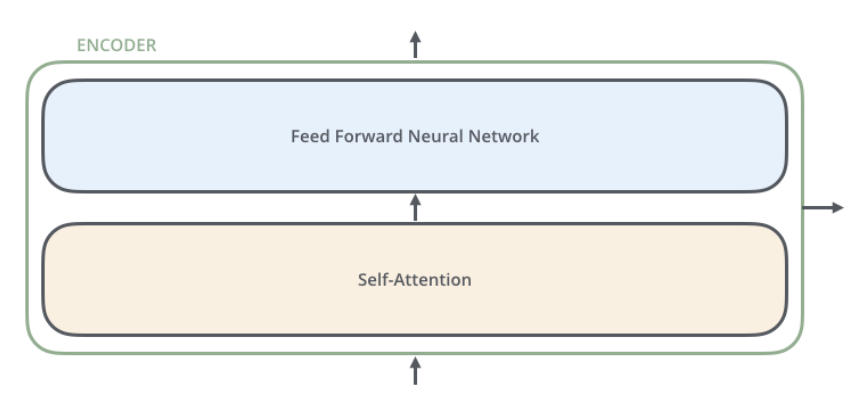 ENCODER
Feed Forward Neural Network
Self-Attention